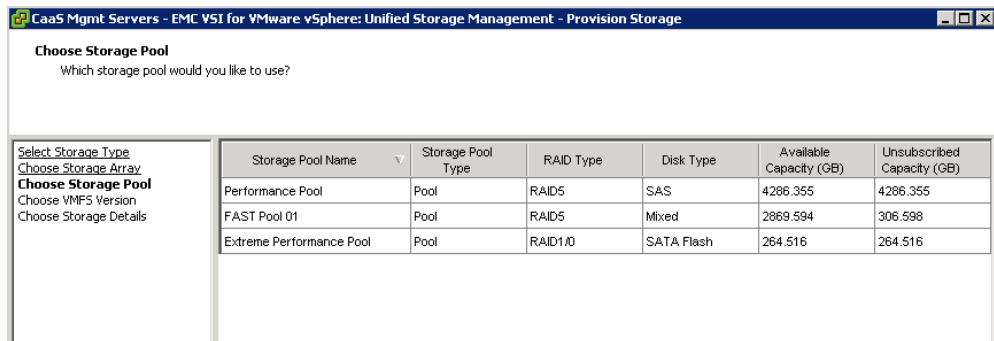 CaaS Mgmt Servers - EMC VSI for VMware vSphere: Unified Storage Management - Provision Storage
Choose Storage Pool
Which storage pool would you like to use?
Select Storage Type
Choose Storage Array
Choose Storage Pool
Choose VMFS Version
Choose Storage Details
Storage Pool Name Storage Pool Type RAID Type Disk Type Available Capacity (GB) Unsubscribed Capacity (GB)
Performance Pool Pool RAID5 SAS 4286.355 4286.355
FAST Pool 01 Pool RAID5 Mixed 2869.594 306.598
Extreme Performance Pool Pool RAID1/0 SATA Flash 264.516 264.516